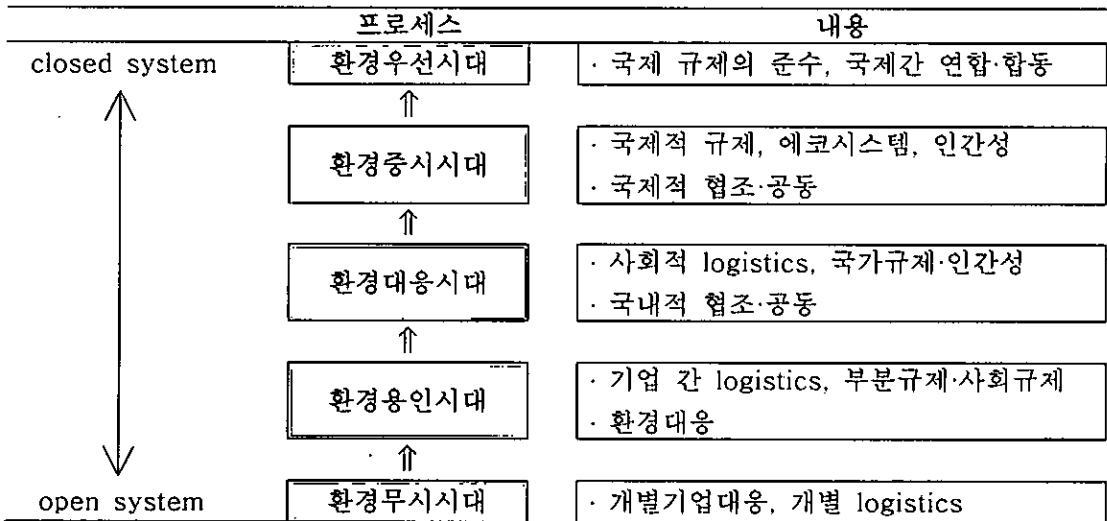 프로세스 내용
closed system 환경우선시대 · 국제 규제의 준수, 국제간 연합·합동
⇑
환경중시시대 · 국제적 규제, 에코시스템, 인간성
· 국제적 협조·공동
⇑
환경대응시대 · 사회적 logistics, 국가규제·인간성
· 국내적 협조·공동
⇑
환경용인시대 · 기업 간 logistics, 부분규제·사회규제
· 환경대응
⇑
open system 환경무시시대 · 개별기업대응, 개별 logistics